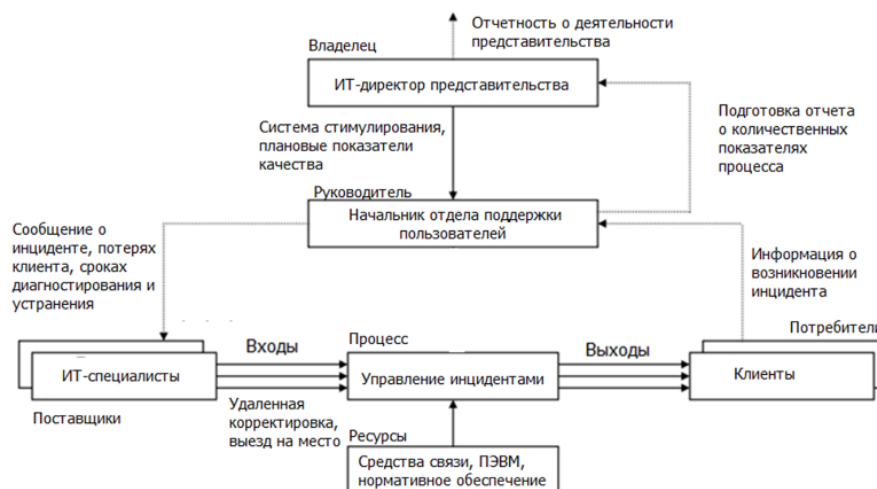 Отчетность о деятельности
представительства
Владелец
ИТ-директор представительства
Система стимулирования,
плановые показатели
качества
Подготовка отчета
о количественных
показателях
процесса
Руководитель
Начальник отдела поддержки
пользователей
Сообщение о
инциденте, потерях
клиента, сроках
диагностирования и
устранения
Информация о
возникновении
инцидента
Потребители
Входы
Процесс
Выходы
ИТ-специалисты
Управление инцидентами
Клиенты
Поставщики
Удаленная
корректировка,
выезд на место
Ресурсы
Средства связи, ПЭВМ,
нормативное обеспечение